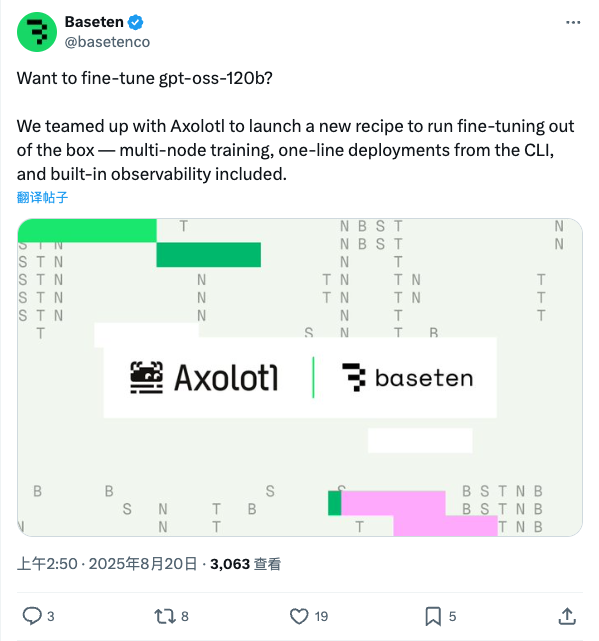 Baseten
@basetenco
Want to fine-tune gpt-oss-120b?
We teamed up with Axolotl to launch a new recipe to run fine-tuning out
of the box — multi-node training, one-line deployments from the CLI,
and built-in observability included.
翻译帖子
T N B S T N
S T N N B S T N
S T N N T
S T N N T N T N T
S T N N T N T N T
S T N N T T
T S N T B
Axolotl baseten
B B S S B S T N B
S N T B B S T N B
N N T T T N B
上午2:50 · 2025年8月20日 · 3,063 查看
3 8 19 5